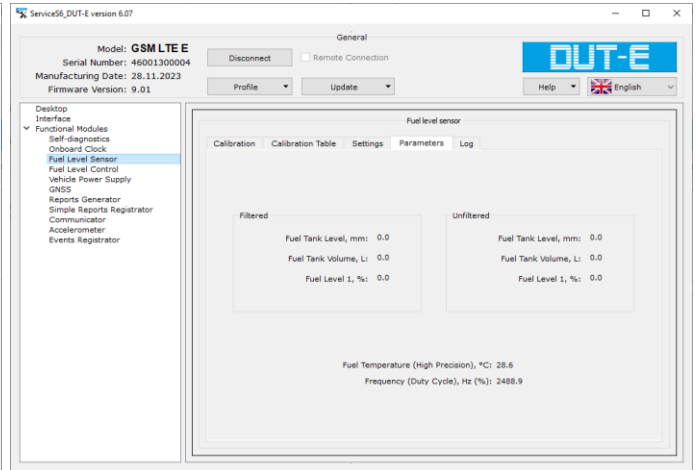 ServiceS6_DUT-E version 6.07
General
Model: GSM LTE E
Serial Number: 46001300004
Manufacturing Date: 28.11.2023
Firmware Version: 9.01
Disconnect
Remote Connection
Profile
Update
DUT-E
Help
English
Desktop
Interface
Functional Modules
Self-diagnostics
Onboard Clock
Fuel Level Sensor
Fuel Level Control
Vehicle Power Supply
GNSS
Reports Generator
Simple Reports Registrator
Communicator
Accelerometer
Events Registrator
Fuel level sensor
Calibration Calibration Table Settings Parameters Log
Filtered
Fuel Tank Level, mm: 0.0
Fuel Tank Volume, L: 0.0
Fuel Level 1, %: 0.0
Unfiltered
Fuel Tank Level, mm: 0.0
Fuel Tank Volume, L: 0.0
Fuel Level 1, %: 0.0
Fuel Temperature (High Precision), °C: 28.6
Frequency (Duty Cycle), Hz (%): 2488.9